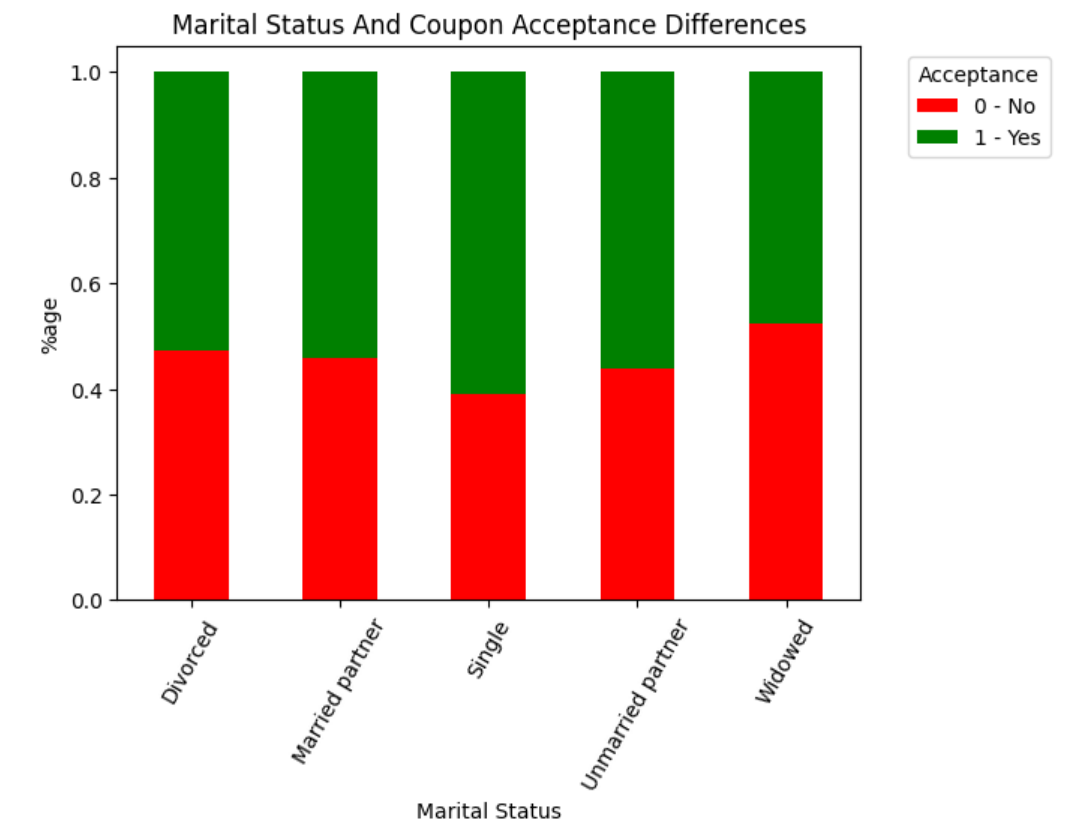 Marital Status And Coupon Acceptance Differences
Acceptance
0 - No
1 - Yes
%age
1.0
0.8
0.6
0.4
0.2
0.0
Divorced
Married partner
Single
Unmarried partner
Widowed
Marital Status